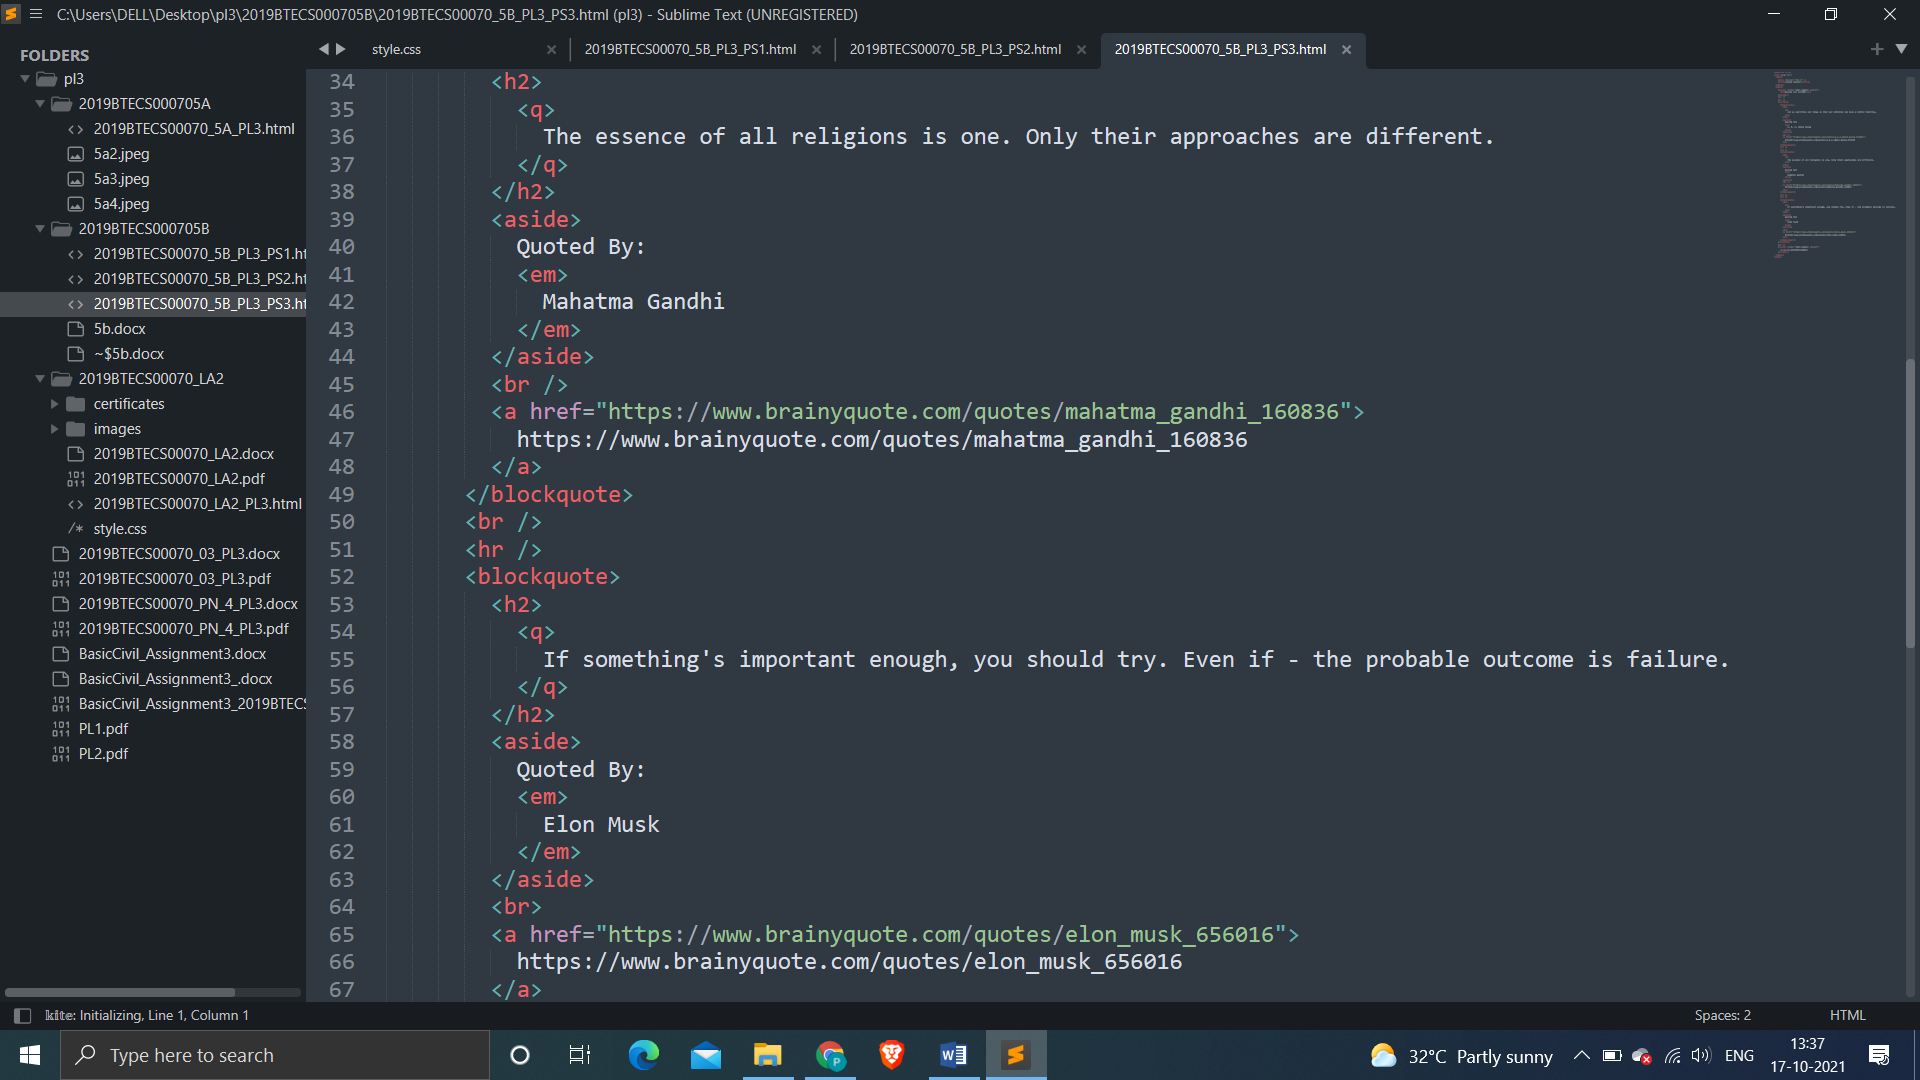 C:\Users\DELL\Desktop\pl3\2019BTECS000705B\2019BTECS00070_5B_PL3_PS3.html (pl3) - Sublime Text (UNREGISTERED)
FOLDERS
pl3
2019BTECS000705A
2019BTECS00070_5A_PL3.html
5a2.jpeg
5a3.jpeg
5a4.jpeg
2019BTECS000705B
2019BTECS00070_5B_PL3_PS1.ht
2019BTECS00070_5B_PL3_PS2.ht
2019BTECS00070_5B_PL3_PS3.ht
5b.docx
~$5b.docx
2019BTECS00070_LA2
certificates
images
2019BTECS00070_LA2.docx
2019BTECS00070_LA2.pdf
2019BTECS00070_LA2_PL3.html
style.css
2019BTECS00070_03_PL3.docx
2019BTECS00070_03_PL3.pdf
2019BTECS00070_PN_4_PL3.docx
2019BTECS00070_PN_4_PL3.pdf
BasicCivil_Assignment3.docx
BasicCivil_Assignment3_.docx
BasicCivil_Assignment3_2019BTECS
PL1.pdf
PL2.pdf
style.css 2019BTECS00070_5B_PL3_PS1.html 2019BTECS00070_5B_PL3_PS2.html 2019BTECS00070_5B_PL3_PS3.html
34 <h2>
35 <q>
36 The essence of all religions is one. Only their approaches are different.
37 </q>
38 </h2>
39 <aside>
40 Quoted By:
41 <em>
42 Mahatma Gandhi
43 </em>
44 </aside>
45 <br />
46 <a href="https://www.brainyquote.com/quotes/mahatma_gandhi_160836">
47 https://www.brainyquote.com/quotes/mahatma_gandhi_160836
48 </a>
49 </blockquote>
50 <br />
51 <hr />
52 <blockquote>
53 <h2>
54 <q>
55 If something's important enough, you should try. Even if - the probable outcome is failure.
56 </q>
57 </h2>
58 <aside>
59 Quoted By:
60 <em>
61 Elon Musk
62 </em>
63 </aside>
64 <br>
65 <a href="https://www.brainyquote.com/quotes/elon_musk_656016">
66 https://www.brainyquote.com/quotes/elon_musk_656016
67 </a>
kite: Initializing, Line 1, Column 1
Spaces: 2
HTML
Type here to search
32°C Partly sunny
ENG
13:37
17-10-2021